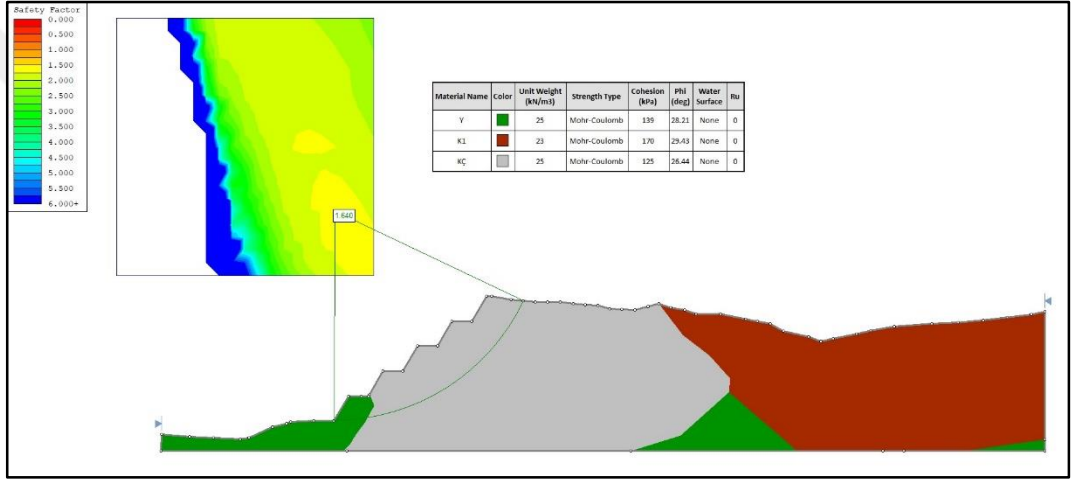 Safety Factor
0.000
0.500
1.000
1.500
2.000
2.500
3.000
3.500
4.000
4.500
5.000
5.500
6.000+
1.640
Material Name Color Unit Weight (kN/m3) Strength Type Cohesion (kPa) Phi (deg) Water Surface Ru
Y 25 Mohr-Coulomb 139 28.21 None 0
K1 23 Mohr-Coulomb 170 29.43 None 0
KÇ 25 Mohr-Coulomb 125 26.44 None 0